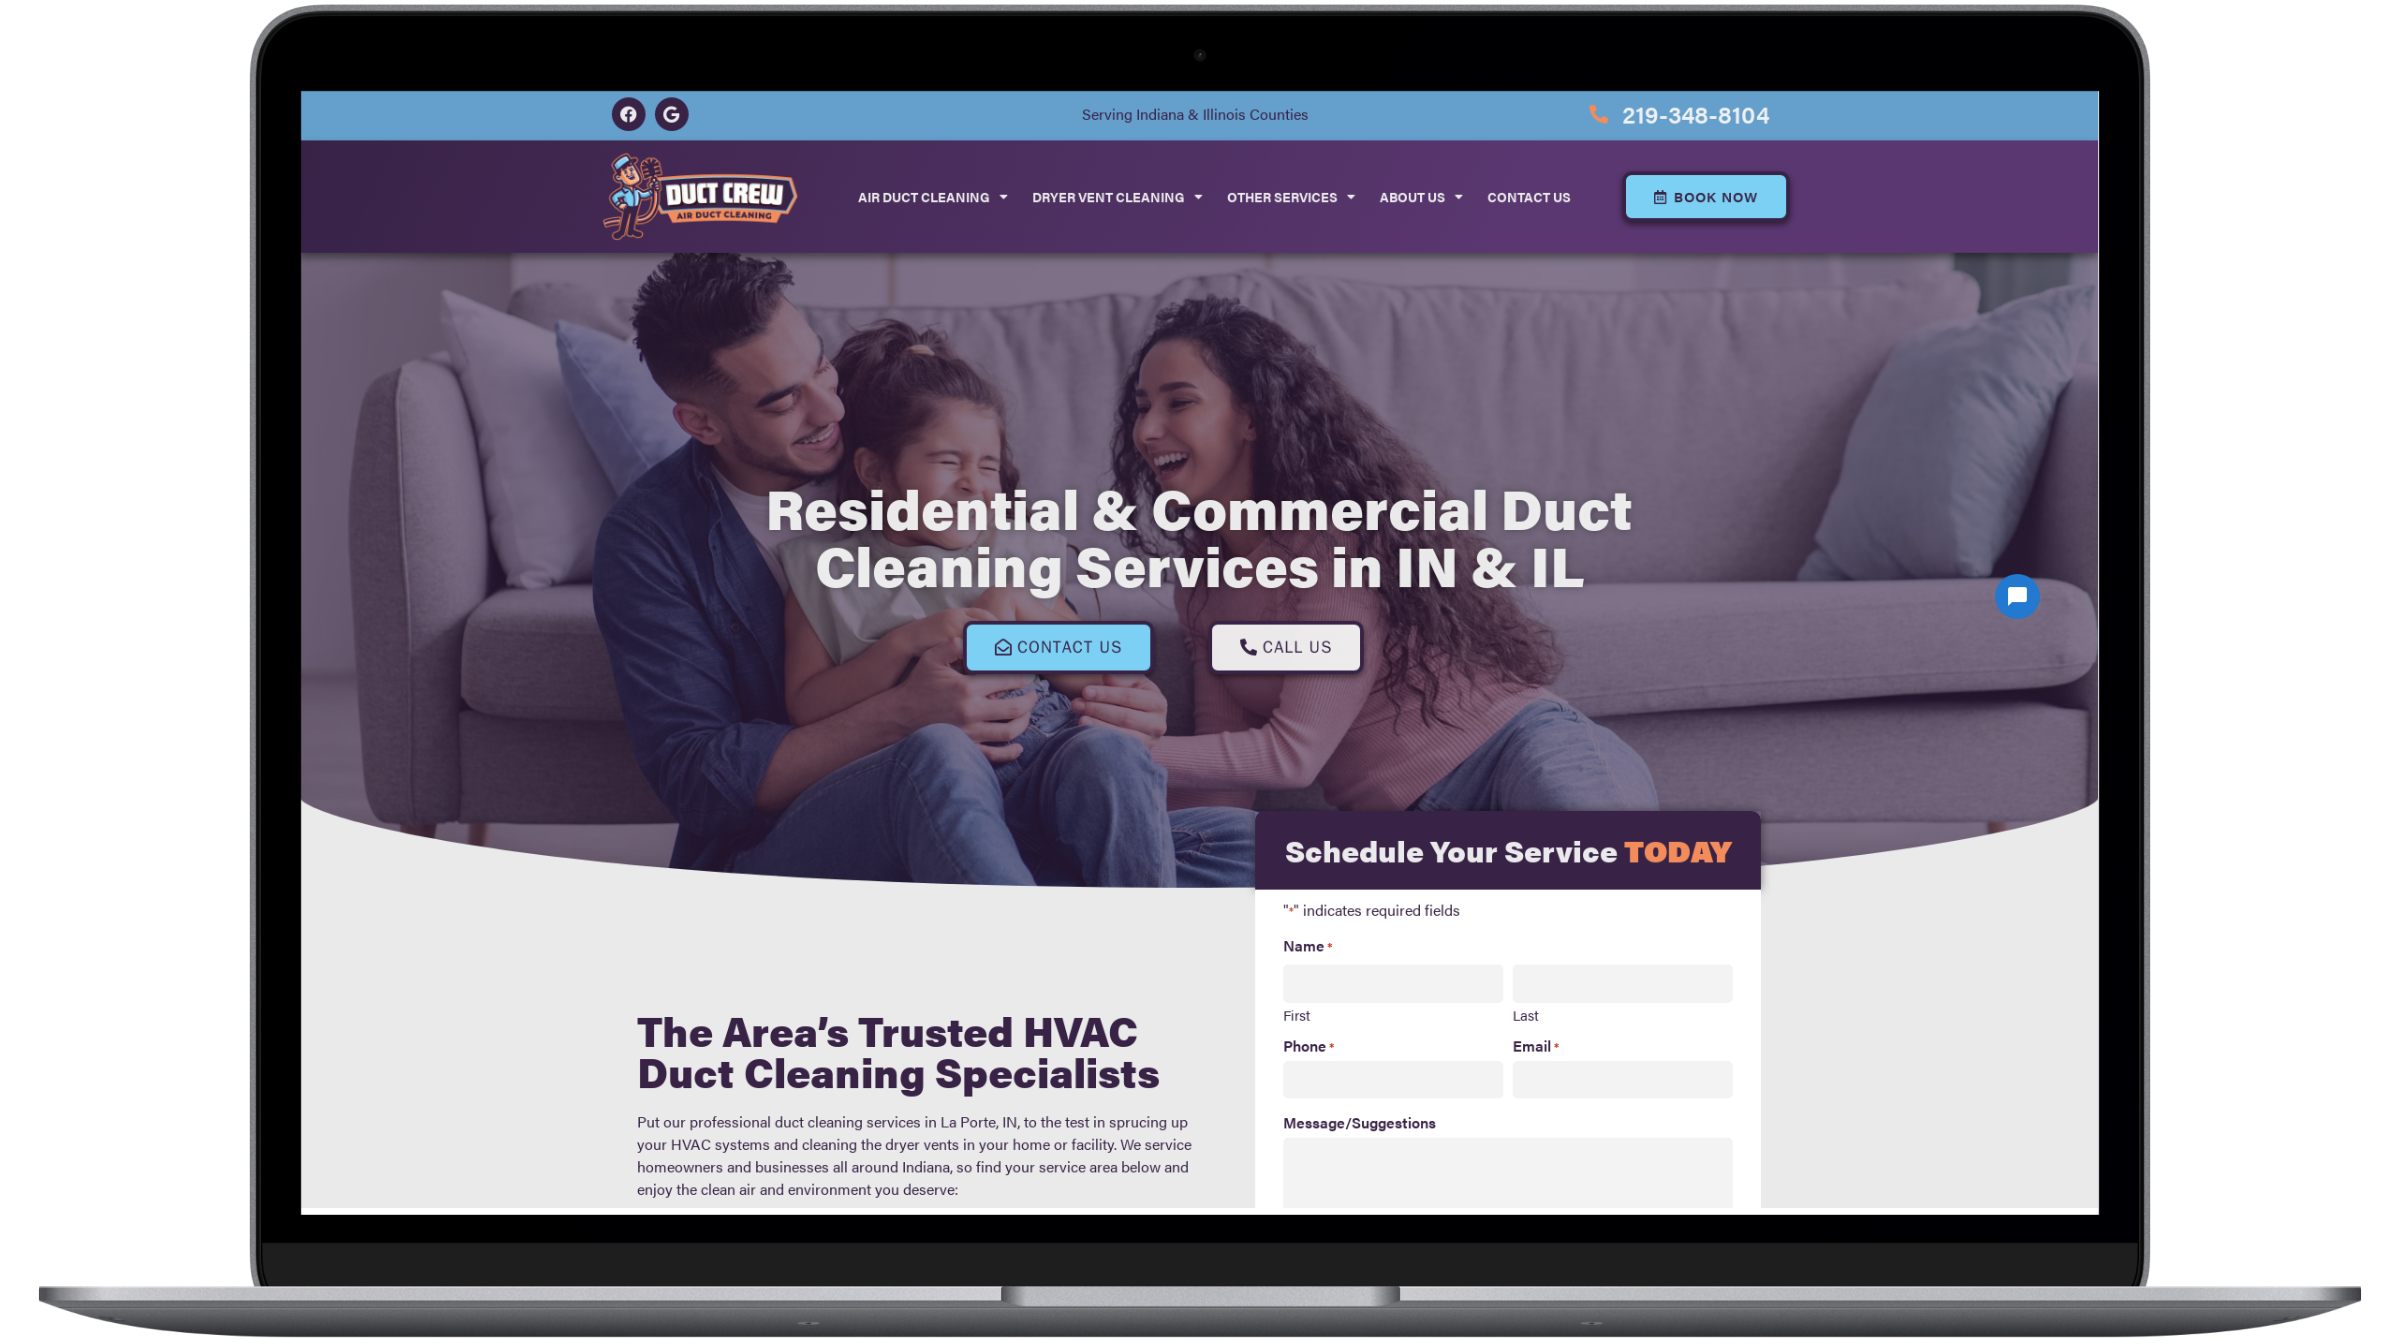 Serving Indiana & Illinois Counties
219-348-8104
DUCT CREW
AIR DUCT CLEANING
AIR DUCT CLEANING
DRYER VENT CLEANING
OTHER SERVICES
ABOUT US
CONTACT US
BOOK NOW
Residential & Commercial Duct
Cleaning Services in IN & IL
CONTACT US
CALL US
Schedule Your Service TODAY
"*" indicates required fields
Name *
First
Last
Phone *
Email *
Message/Suggestions
The Area’s Trusted HVAC
Duct Cleaning Specialists
Put our professional duct cleaning services in La Porte, IN, to the test in sprucing up
your HVAC systems and cleaning the dryer vents in your home or facility. We service
homeowners and businesses all around Indiana, so find your service area below and
enjoy the clean air and environment you deserve: